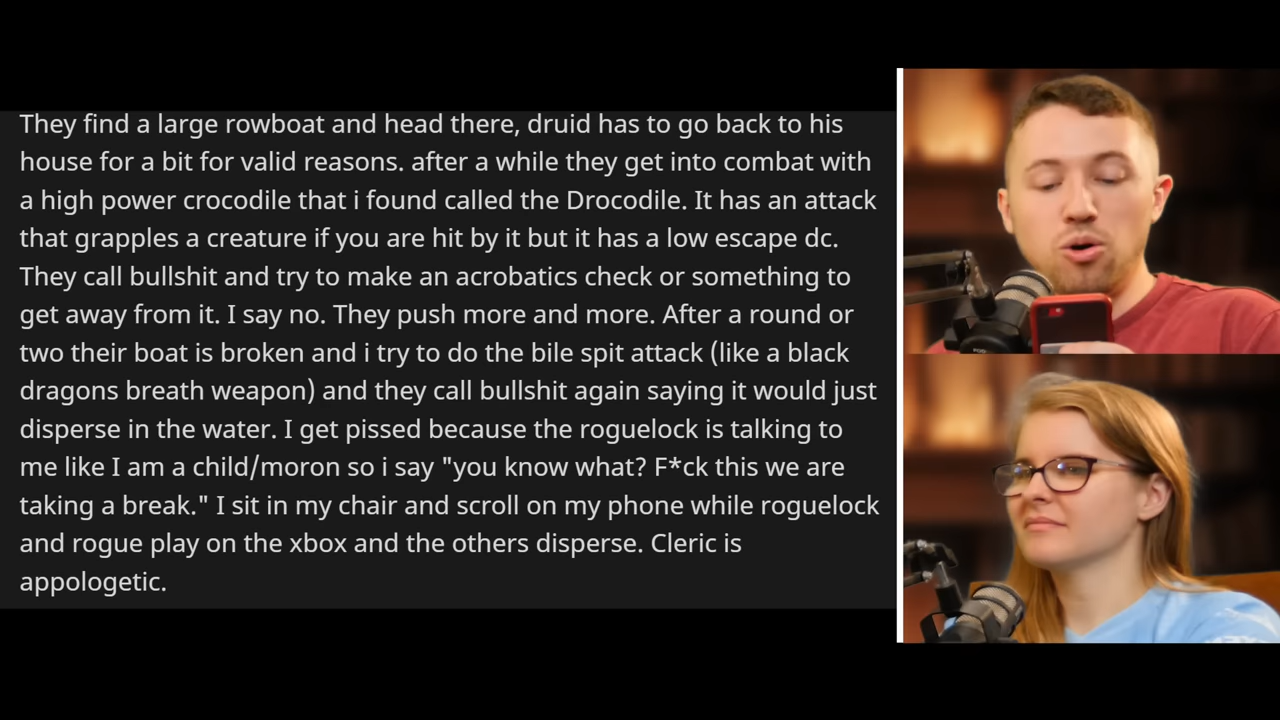 They find a large rowboat and head there, druid has to go back to his
house for a bit for valid reasons. after a while they get into combat with
a high power crocodile that i found called the Drocodile. It has an attack
that grapples a creature if you are hit by it but it has a low escape dc.
They call bullshit and try to make an acrobatics check or something to
get away from it. I say no. They push more and more. After a round or
two their boat is broken and i try to do the bile spit attack (like a black
dragons breath weapon) and they call bullshit again saying it would just
disperse in the water. I get pissed because the roguelock is talking to
me like I am a child/moron so i say "you know what? F*ck this we are
taking a break." I sit in my chair and scroll on my phone while roguelock
and rogue play on the xbox and the others disperse. Cleric is
appologetic.